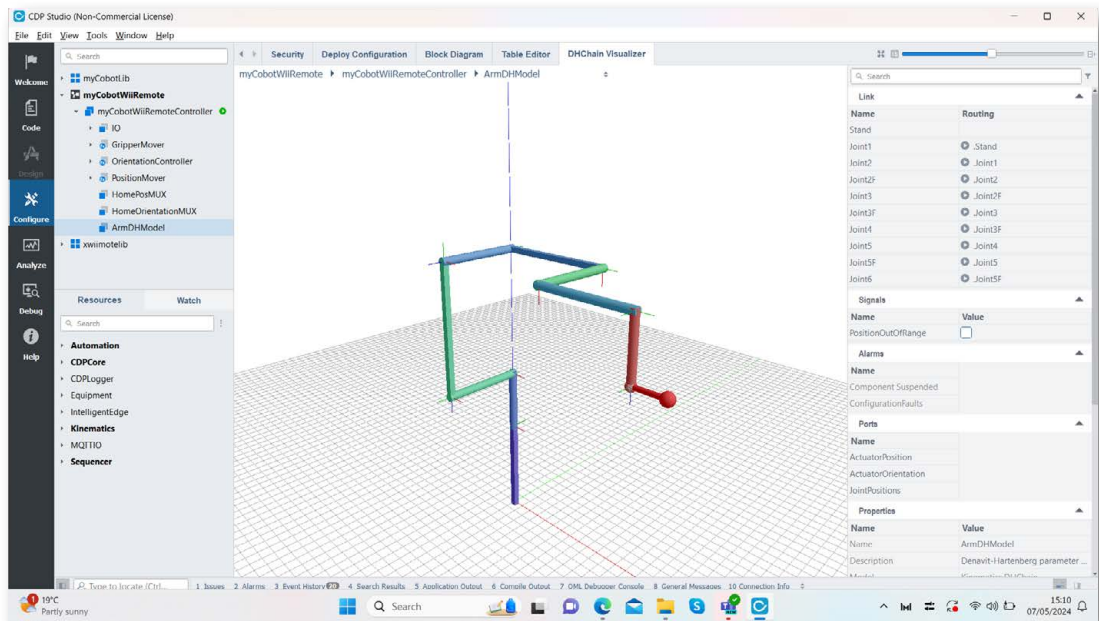 CDP Studio (Non-Commercial License)
File Edit View Tools Window Help
Search
Security Deploy Configuration Block Diagram Table Editor DHChain Visualizer
myCobotWiiRemote myCobotWiiRemoteController ArmDHModel
Welcome
Code
Design
Configure
Analyze
Debug
Help
myCobotLib
myCobotWiiRemote
myCobotWiiRemoteController
IO
GripperMover
OrientationController
PositionMover
HomePosMUX
HomeOrientationMUX
ArmDHModel
xwiimotelib
Resources Watch
Search
Automation
CDPCore
CDPLogger
Equipment
IntelligentEdge
Kinematics
MQTTIO
Sequencer
Search
Link
Name Routing
Stand
Joint1 .Stand
Joint2 .Joint1
Joint2F .Joint2
Joint3 .Joint2F
Joint3F .Joint3
Joint4 .Joint3F
Joint5 .Joint4
Joint5F .Joint5
Joint6 .Joint5F
Signals
Name Value
PositionOutOfRange
Alarms
Name
Component Suspended
ConfigurationFaults
Ports
Name
ActuatorPosition
ActuatorOrientation
JointPositions
Properties
Name Value
Name ArmDHModel
Description Denavit-Hartenberg parameter ...
Type to locate (Ctrl... 1 Issues 2 Alarms 3 Event History 20 4 Search Results 5 Application Output 6 Compile Output 7 QML Debugger Console 8 General Messages 10 Connection Info
1 19°C
Partly sunny
Search
15:10
07/05/2024